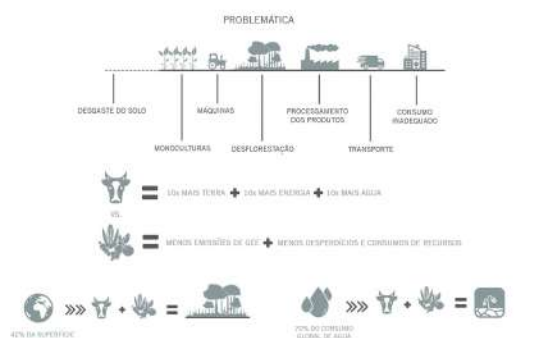 PROBLEMÁTICA
DESGASTE DO SOLO
MÁQUINAS
PROCESSAMENTO
DOS PRODUTOS
CONSUMO
INADEQUADO
MONOCULTURAS
DESFLORESTAÇÃO
TRANSPORTE
10x MAIS TERRA + 10x MAIS ENERGIA + 10x MAIS ÁGUA
VS.
MENOS EMISSÕES DE GEE + MENOS DESPERDÍCIOS E CONSUMOS DE RECURSOS
42% DA SUPERFÍCIE
70% DO CONSUMO
GLOBAL DE ÁGUA